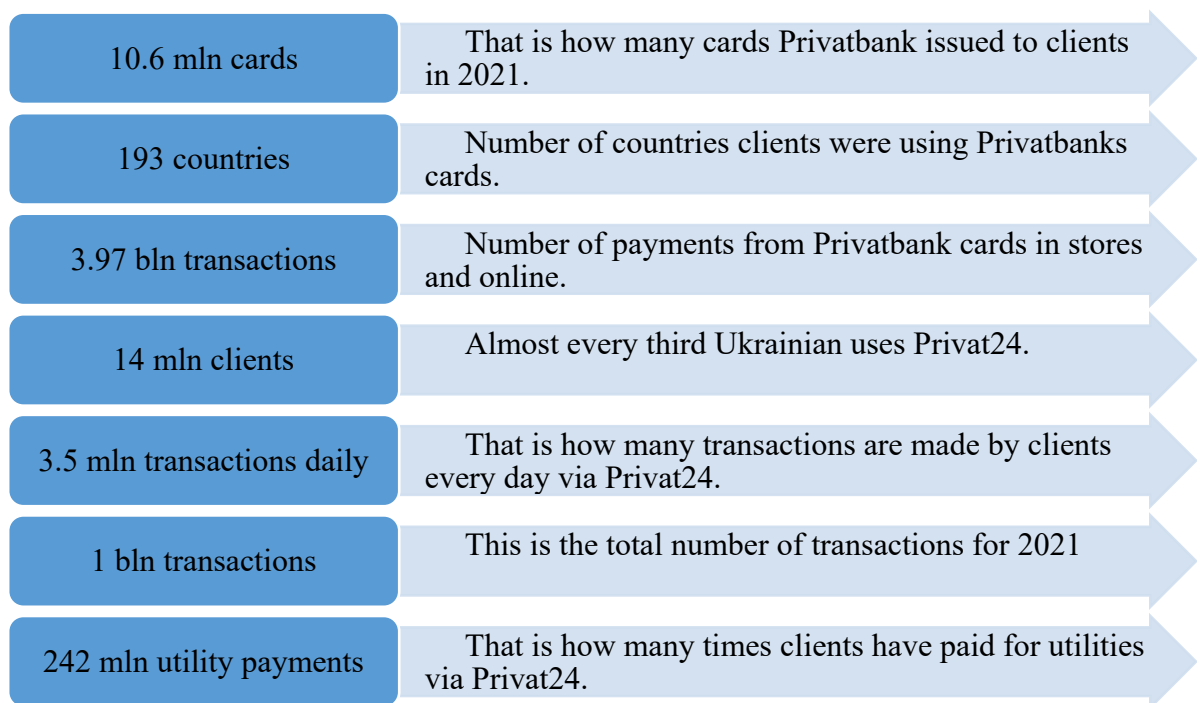 10.6 mln cards
That is how many cards Privatbank issued to clients
in 2021.
193 countries
Number of countries clients were using Privatbanks
cards.
3.97 bln transactions
Number of payments from Privatbank cards in stores
and online.
14 mln clients
Almost every third Ukrainian uses Privat24.
3.5 mln transactions daily
That is how many transactions are made by clients
every day via Privat24.
1 bln transactions
This is the total number of transactions for 2021
242 mln utility payments
That is how many times clients have paid for utilities
via Privat24.